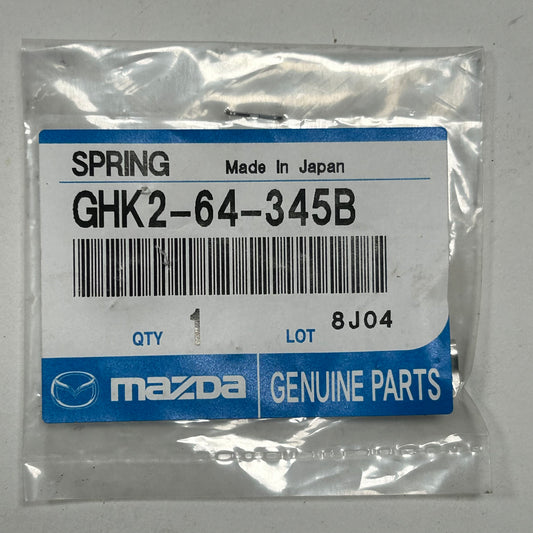 SPRING Made In Japan
GHK2-64-345B
QTY 1 LOT 8J04
mazda GENUINE PARTS